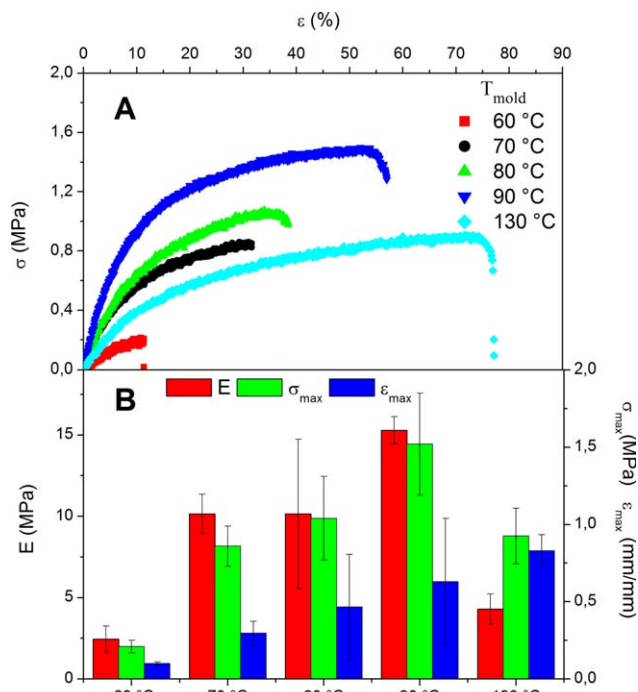 ε (%)
0 10 20 30 40 50 60 70 80 90
2,0
1,6
1,2
0,8
0,4
0,0
σ (MPa)
A
T_mold
60 °C
70 °C
80 °C
90 °C
130 °C
B
E σ_max ε_max
15
10
5
0
E (MPa)
2,0
1,5
1,0
0,5
0,0
σ_max(MPa)
ε_max (mm/mm)